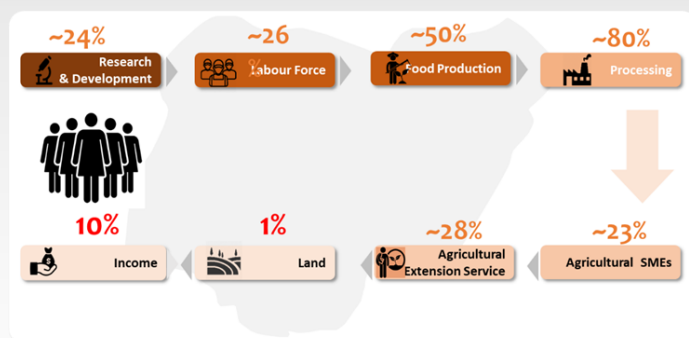 ~24%
~26
%
~50%
~80%
Research
& Development
Labour Force
Food Production
Processing
10%
1%
~28%
~23%
Income
Land
Agricultural
Extension Service
Agricultural SMEs